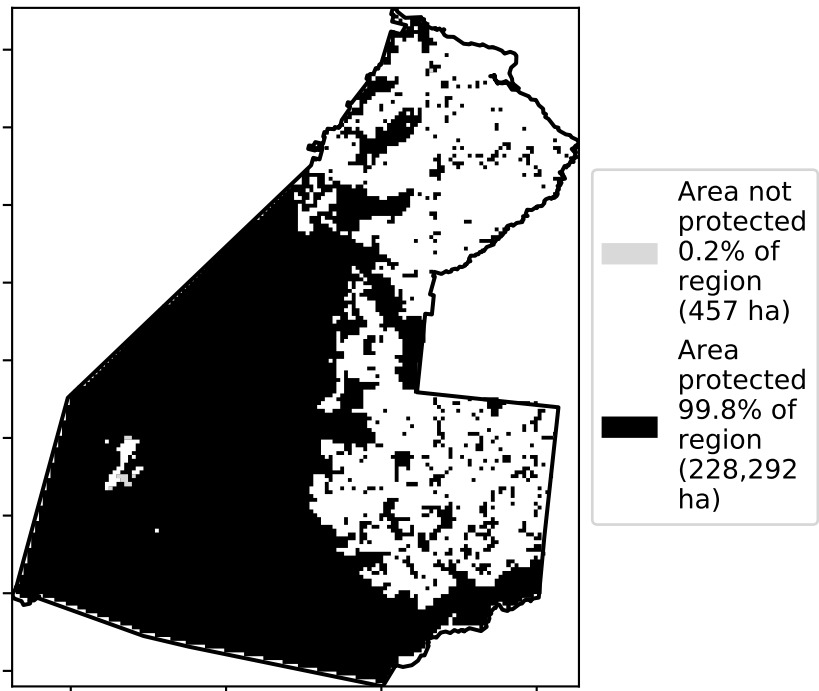 Area not
protected
0.2% of
region
(457 ha)
Area
protected
99.8% of
region
(228,292
ha)